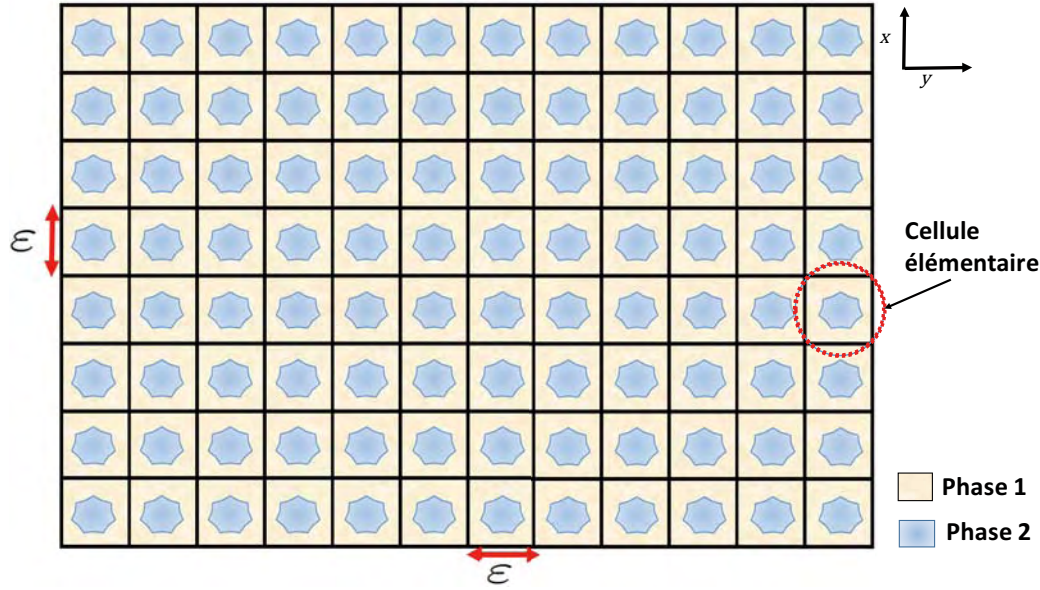 x
y
ε
Cellule
élémentaire
Phase 1
Phase 2
ε